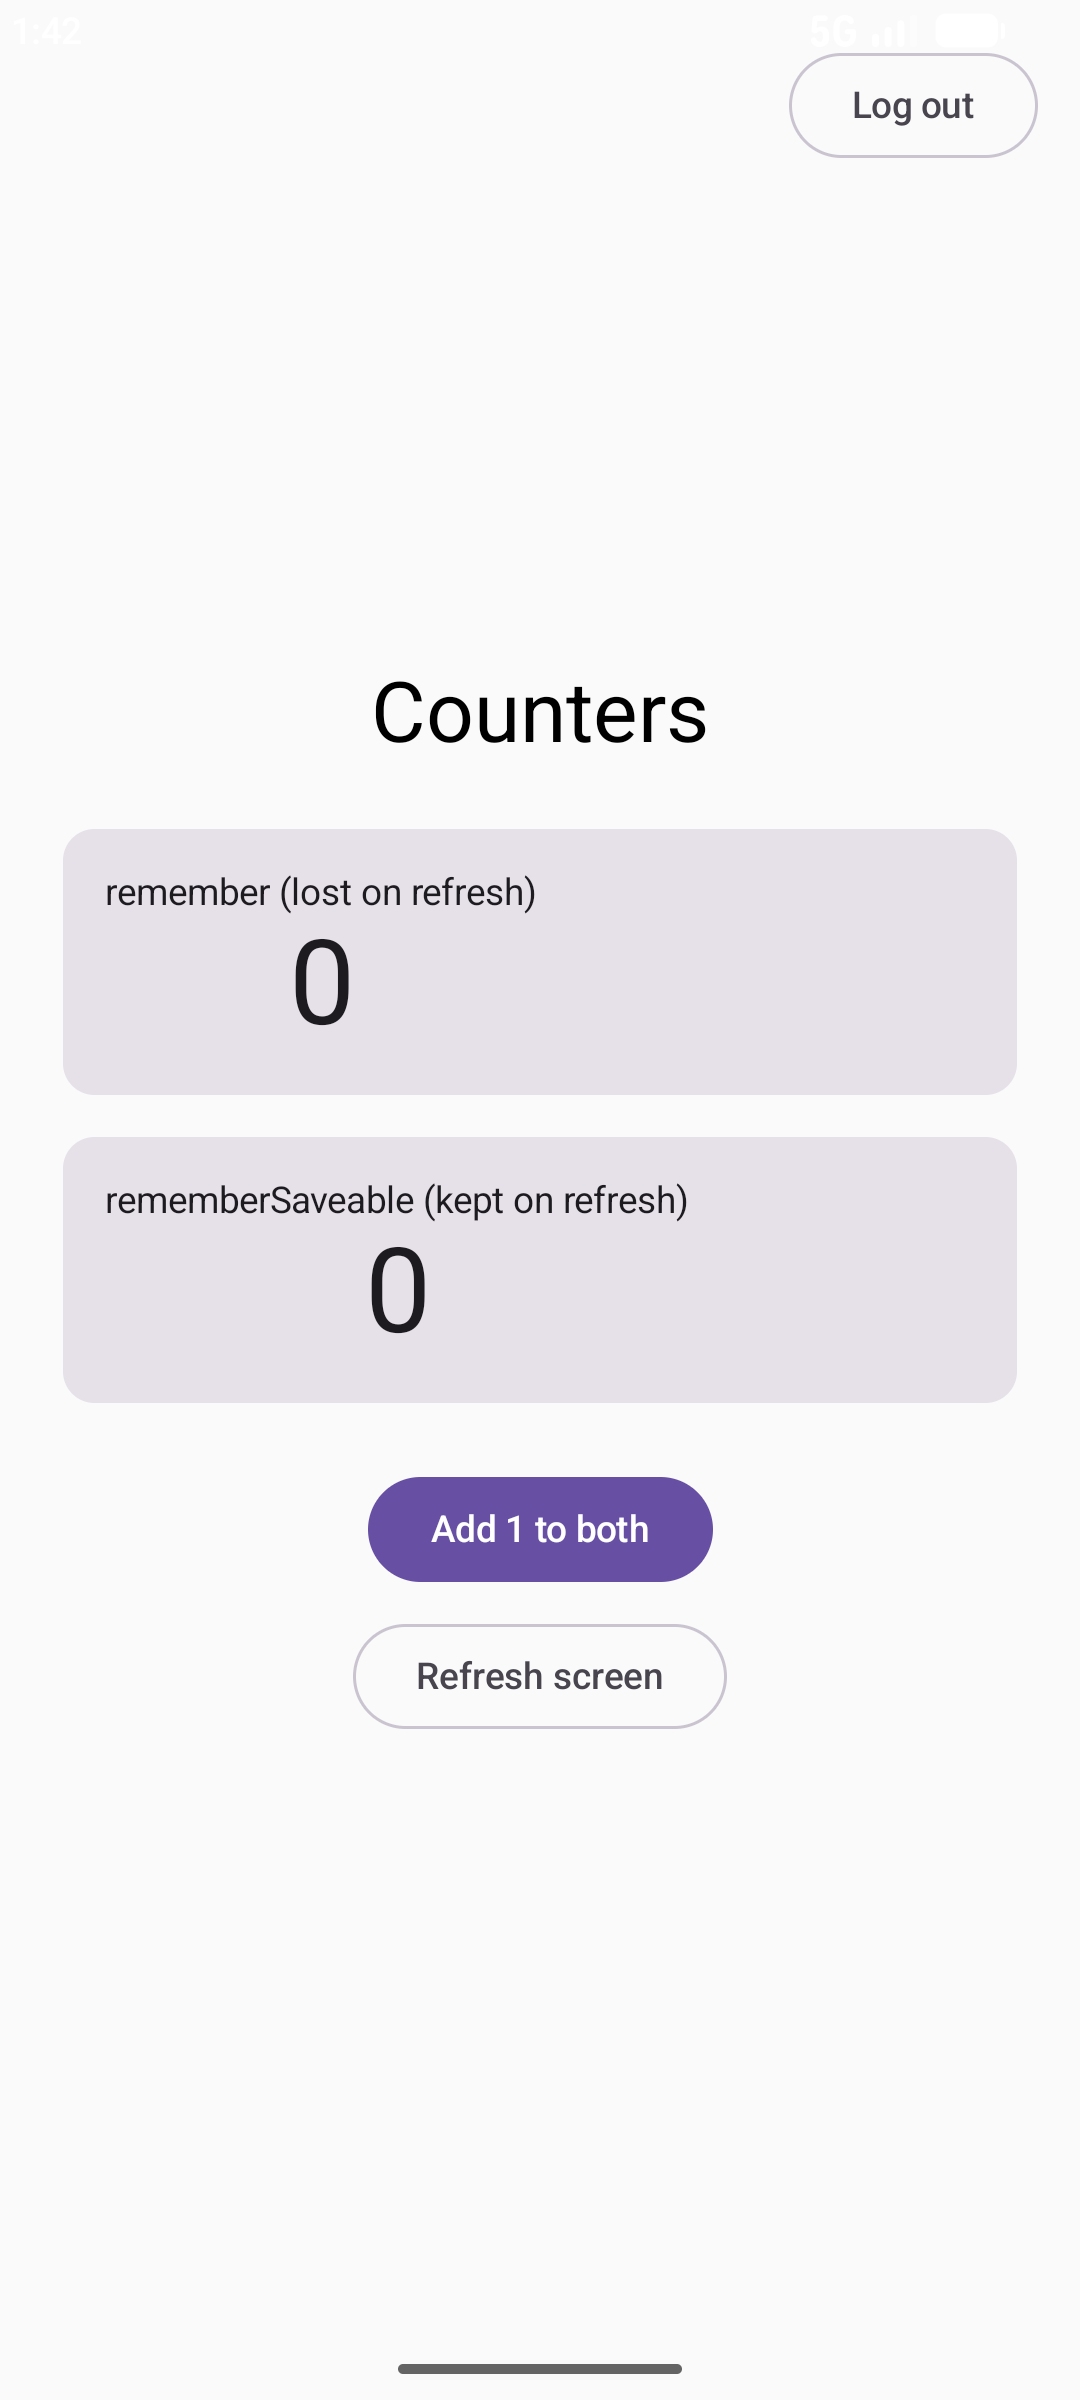 1:42 5G
Log out
Counters
remember (lost on refresh)
0
rememberSaveable (kept on refresh)
0
Add 1 to both
Refresh screen